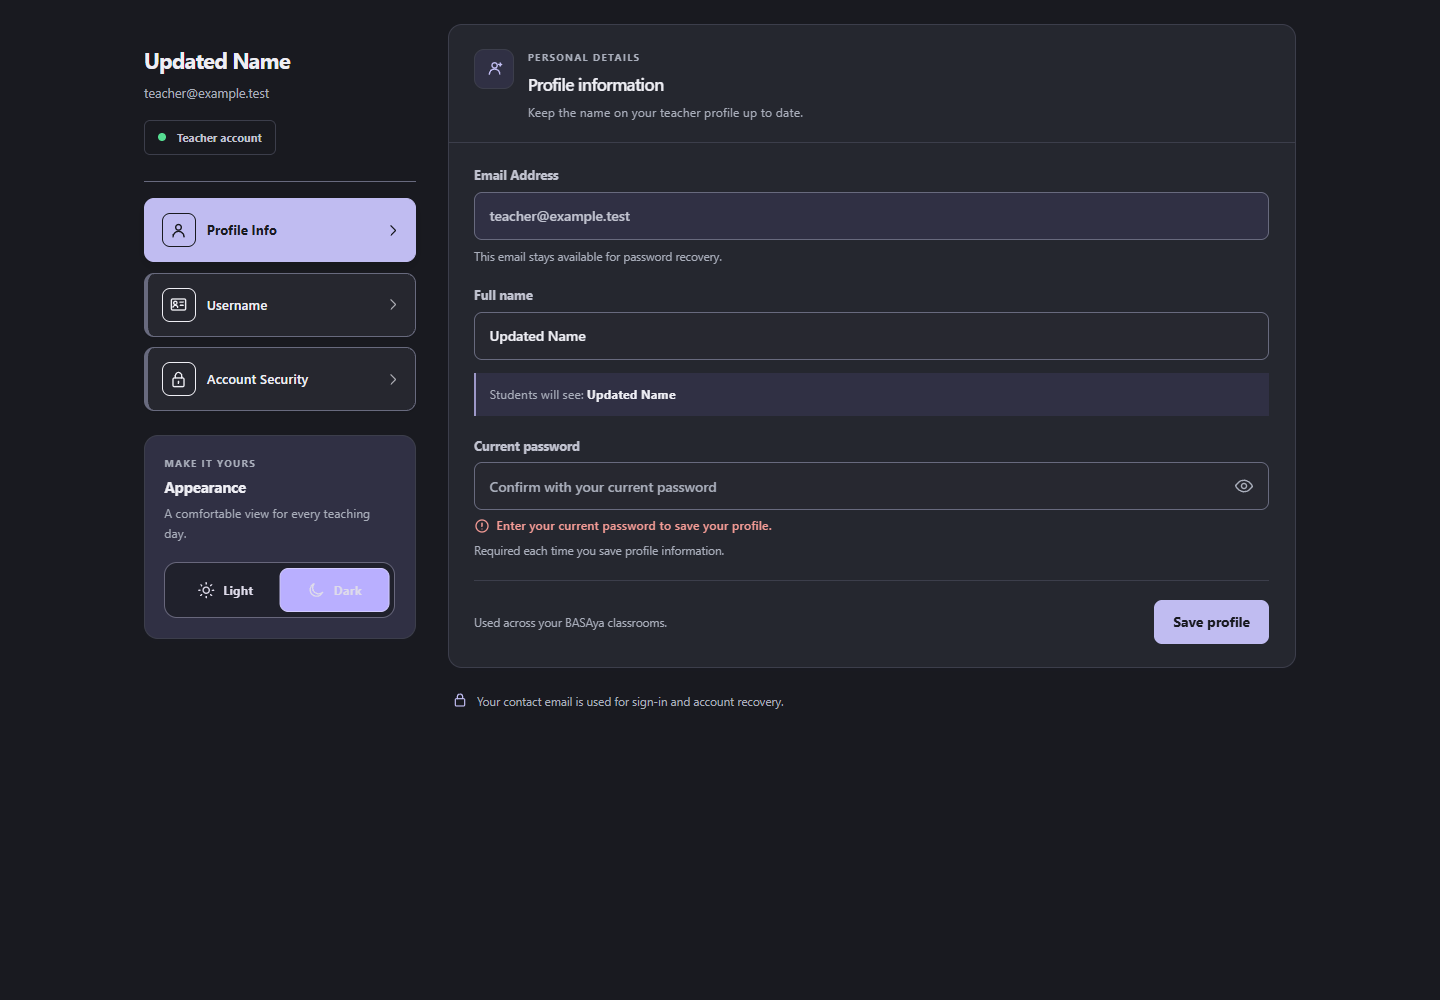 Updated Name
teacher@example.test
Teacher account
Profile Info
Username
Account Security
MAKE IT YOURS
Appearance
A comfortable view for every teaching
day.
Light
Dark
PERSONAL DETAILS
Profile information
Keep the name on your teacher profile up to date.
Email Address
teacher@example.test
This email stays available for password recovery.
Full name
Updated Name
Students will see: Updated Name
Current password
Confirm with your current password
Enter your current password to save your profile.
Required each time you save profile information.
Used across your BASAya classrooms.
Save profile
Your contact email is used for sign-in and account recovery.